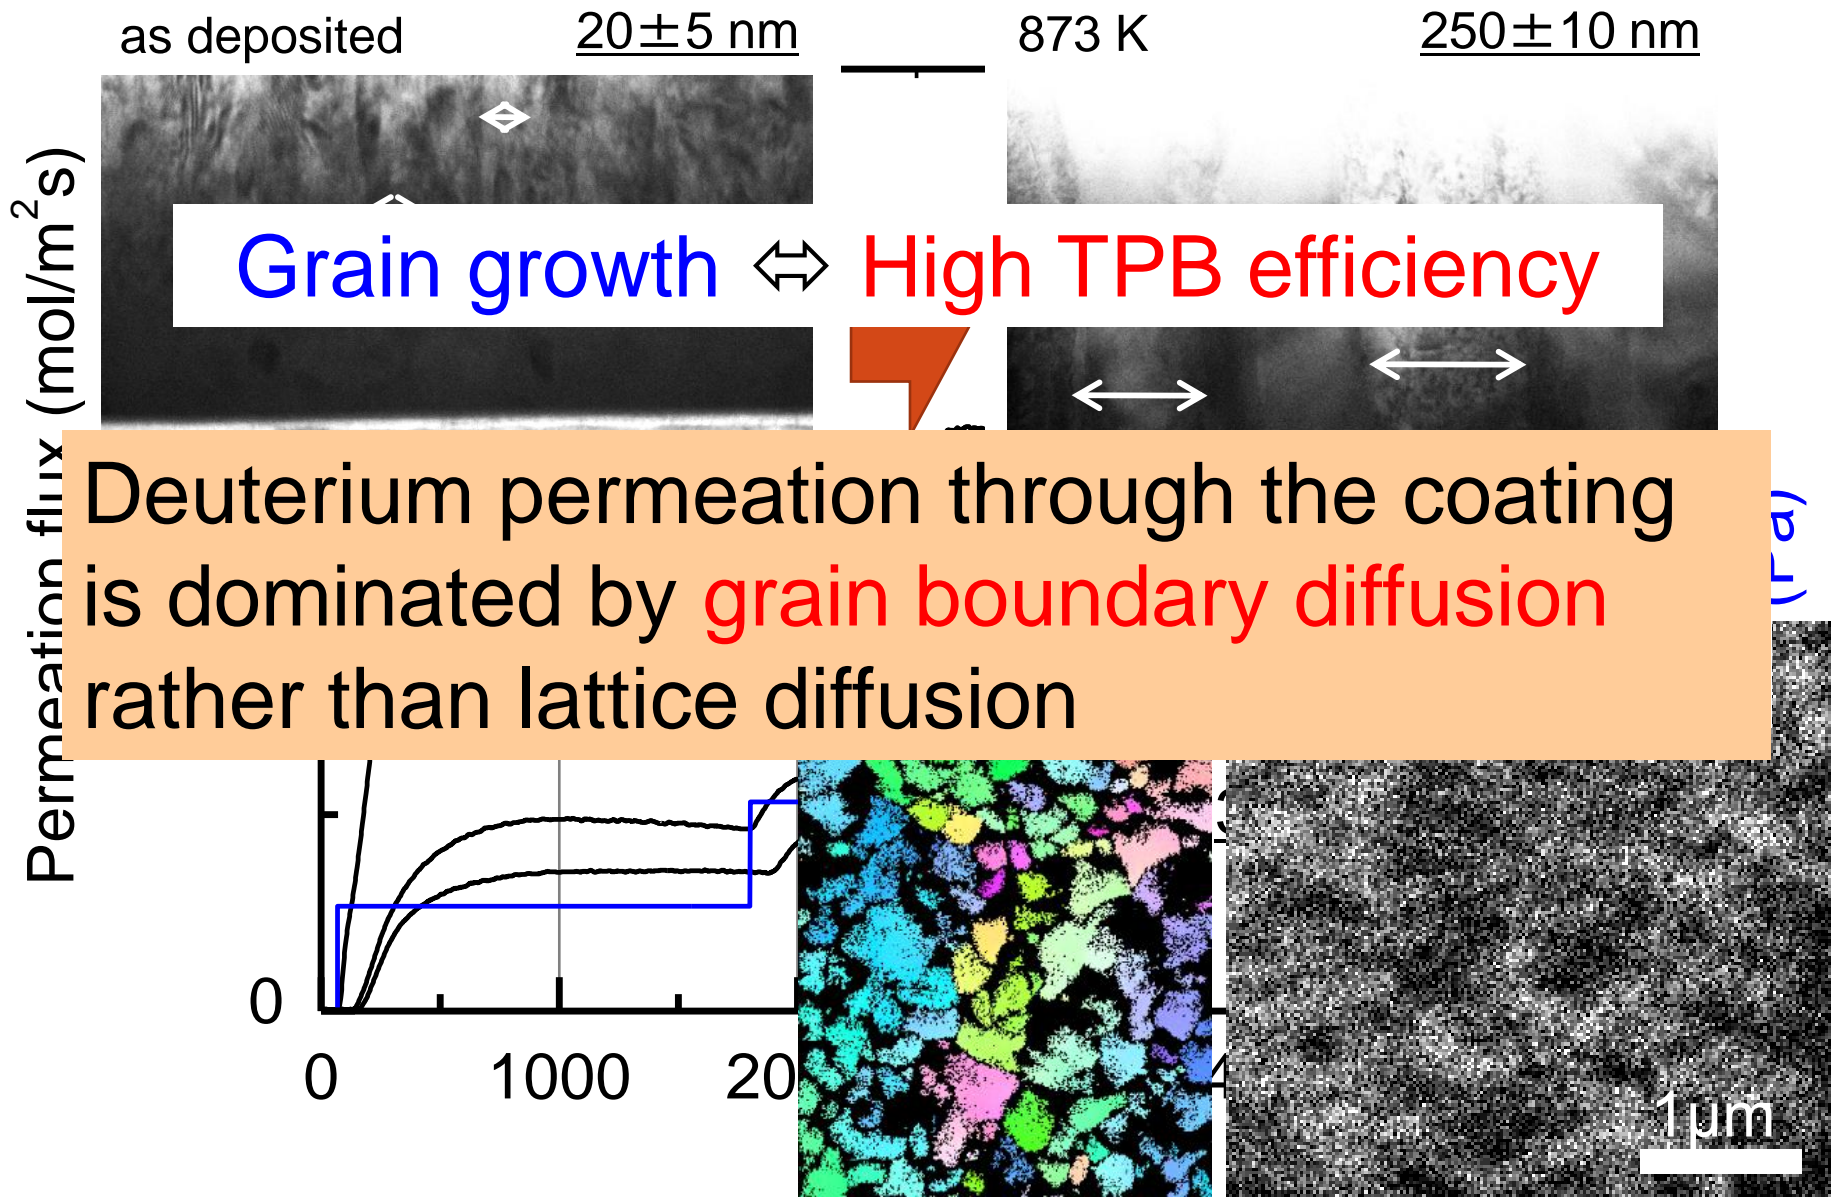 as deposited
20±5 nm
873 K
250±10 nm
Grain growth ⇔ High TPB efficiency
Permeation flux (mol/m²s)
Deuterium permeation through the coating
is dominated by grain boundary diffusion
rather than lattice diffusion
0
0
1000
1μm